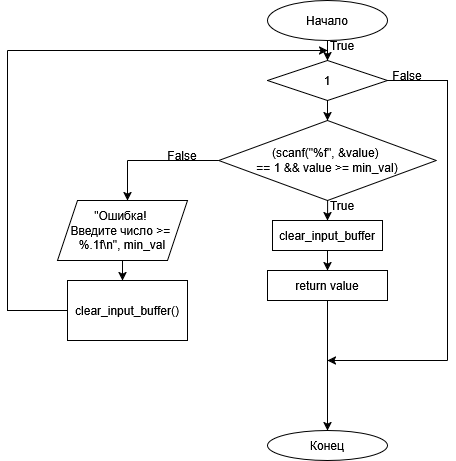 Начало
True
1
False
(scanf("%f", &value)
== 1 && value >= min_val)
False
True
"Ошибка!
Введите число >=
%.1f\n", min_val
clear_input_buffer
return value
clear_input_buffer()
Конец